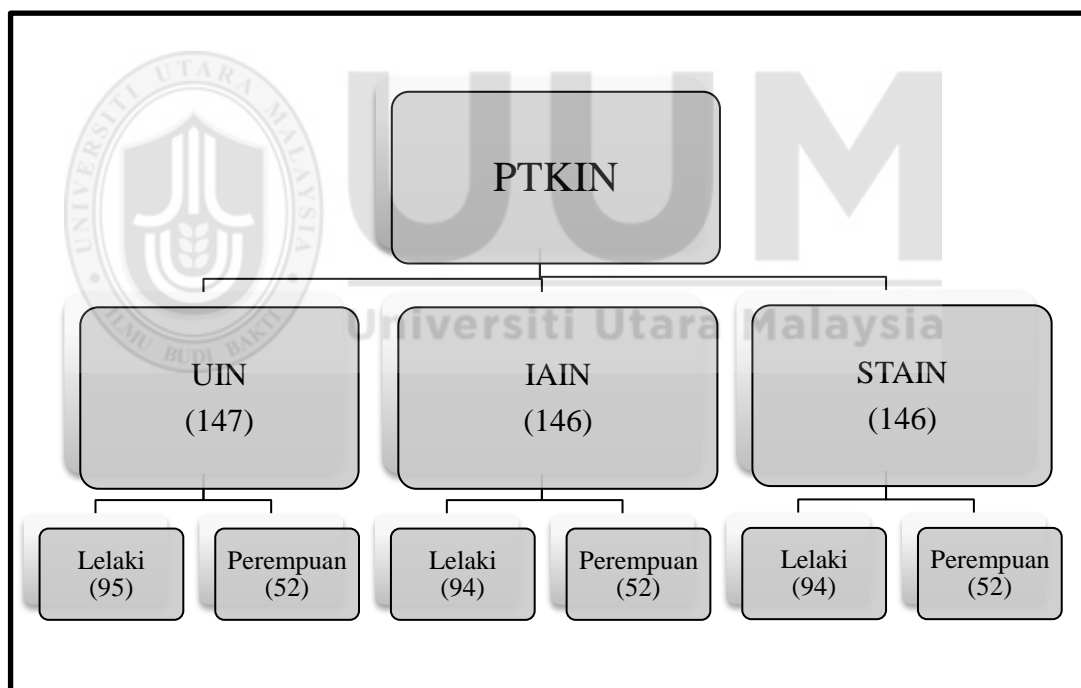 UNIVERSITI UTARA MALAYSIA
ILMU BUDI BAKTI
UUM
Universiti Utara Malaysia
PTKIN
UIN
(147)
IAIN
(146)
STAIN
(146)
Lelaki
(95)
Perempuan
(52)
Lelaki
(94)
Perempuan
(52)
Lelaki
(94)
Perempuan
(52)